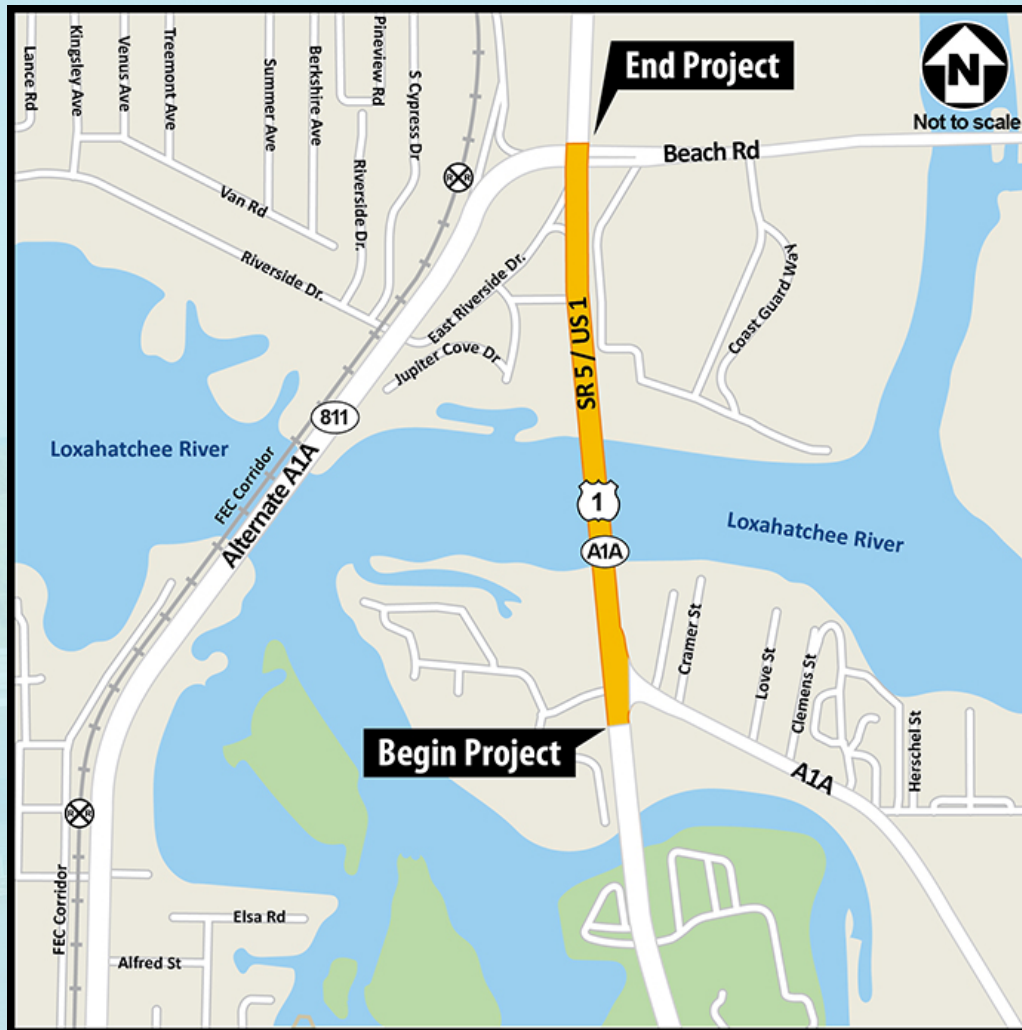 Lance Rd
Kingsley Ave
Venus Ave
Treemont Ave
Summer Ave
Berkshire Ave
Pineview Rd
S Cypress Dr
End Project
N
Not to scale
Beach Rd
RR
Van Rd
Riverside Dr.
Riverside Dr.
East Riverside Dr.
Jupiter Cove Dr
Coast Guard Way
SR 5 / US 1
811
Loxahatchee River
FEC Corridor
Alternate A1A
1
A1A
Loxahatchee River
Cramer St
Love St
Clemens St
Herschel St
Begin Project
A1A
RR
FEC Corridor
Elsa Rd
Alfred St